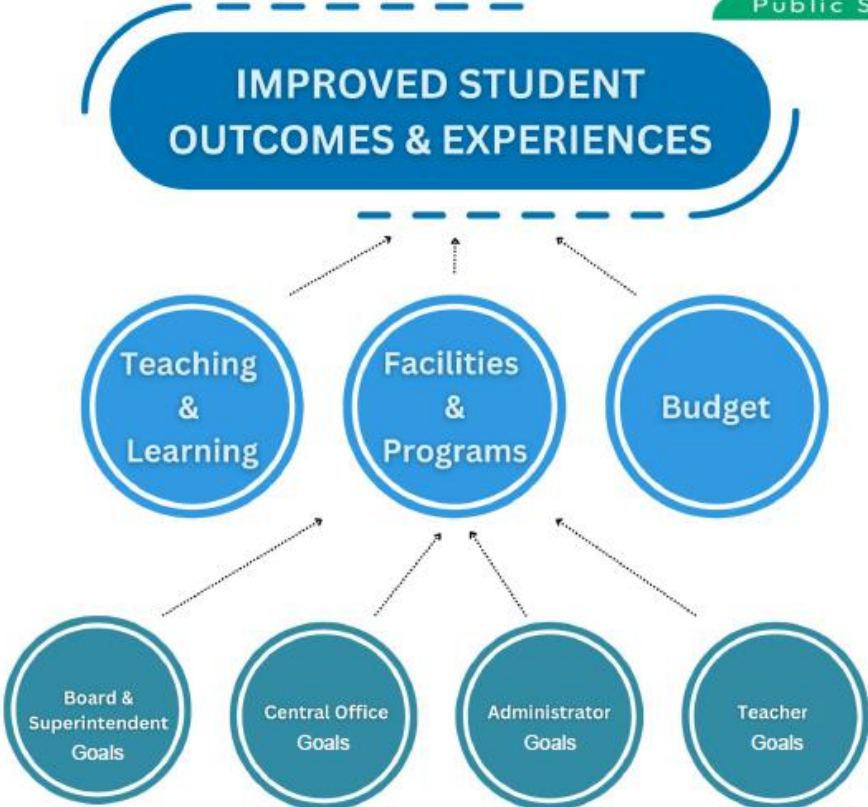 Public S
IMPROVED STUDENT
OUTCOMES & EXPERIENCES
Teaching
&
Learning
Facilities
&
Programs
Budget
Board &
Superintendent
Goals
Central Office
Goals
Administrator
Goals
Teacher
Goals